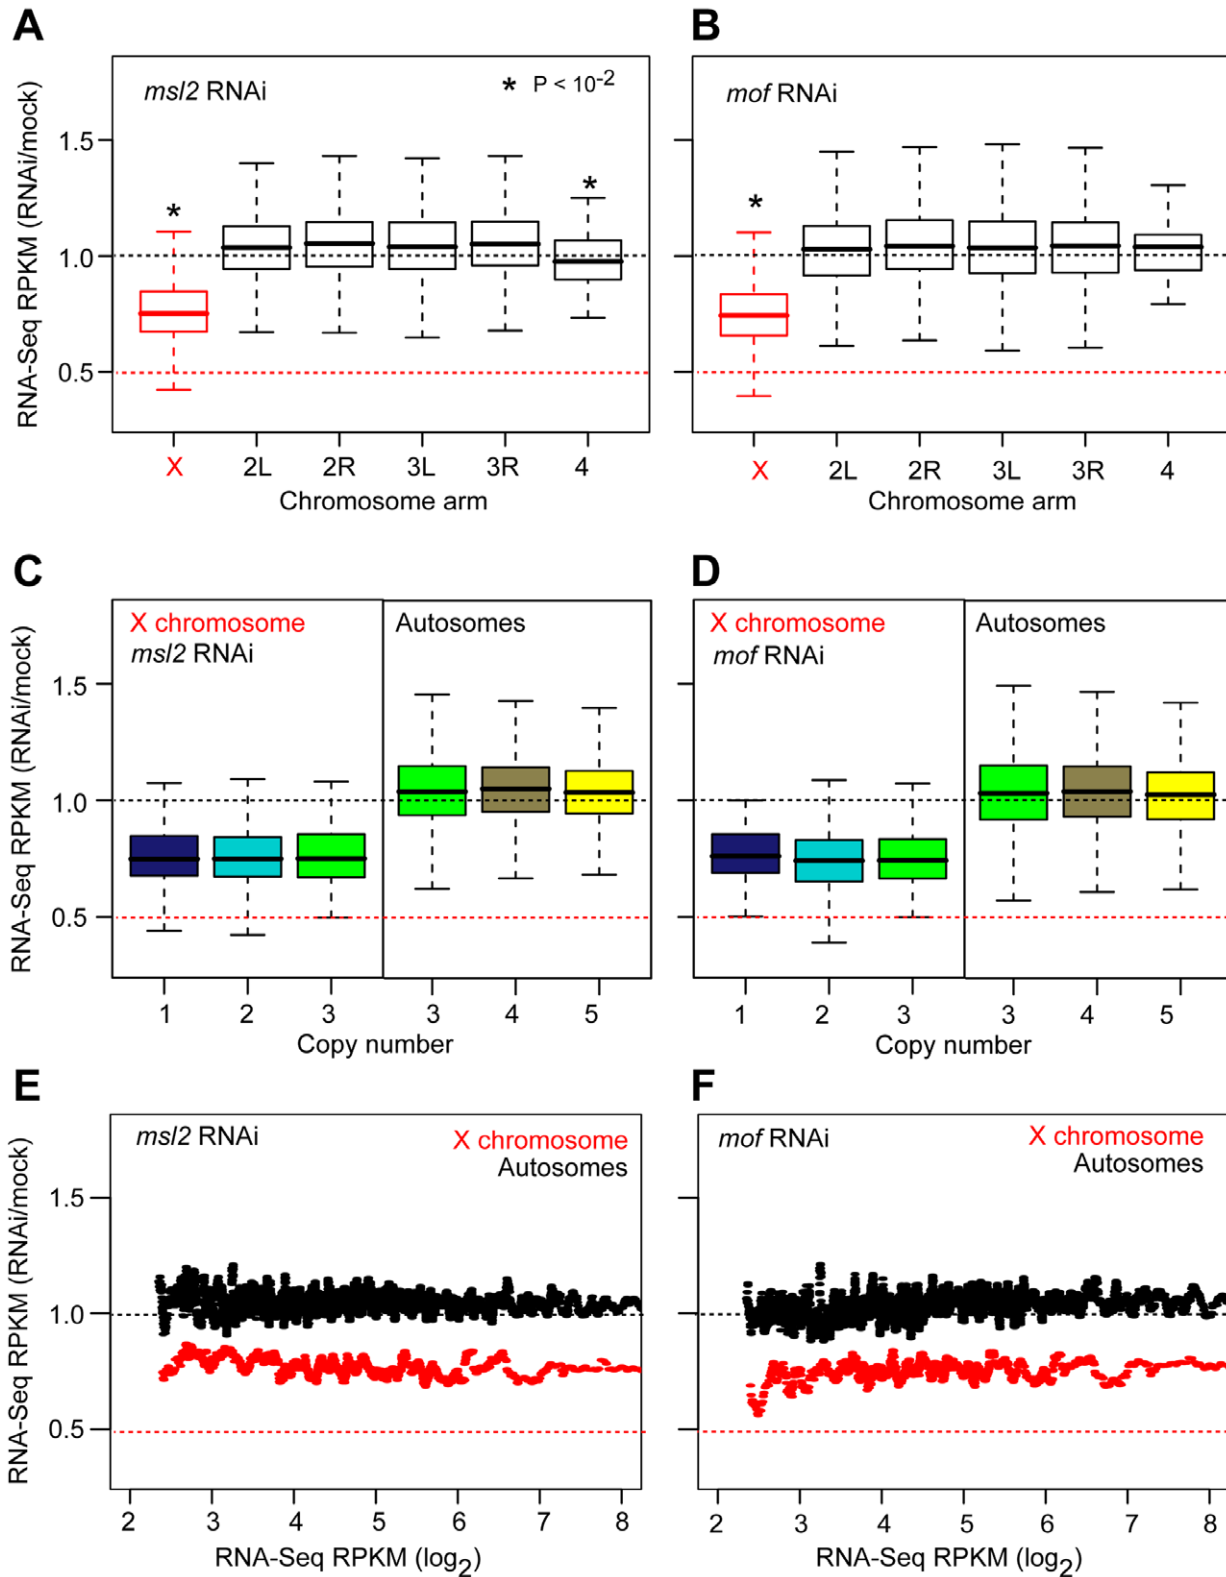 A
RNA-Seq RPKM (RNAi/mock)
msl2 RNAi
* P < 10⁻²
1.5
1.0
0.5
*
*
X 2L 2R 3L 3R 4
Chromosome arm
B
mof RNAi
*
X 2L 2R 3L 3R 4
Chromosome arm
C
RNA-Seq RPKM (RNAi/mock)
X chromosome
msl2 RNAi
Autosomes
1.5
1.0
0.5
1 2 3 3 4 5
Copy number
D
X chromosome
mof RNAi
Autosomes
1 2 3 3 4 5
Copy number
E
RNA-Seq RPKM (RNAi/mock)
msl2 RNAi
X chromosome
Autosomes
1.5
1.0
0.5
2 3 4 5 6 7 8
RNA-Seq RPKM (log₂)
F
mof RNAi
X chromosome
Autosomes
2 3 4 5 6 7 8
RNA-Seq RPKM (log₂)